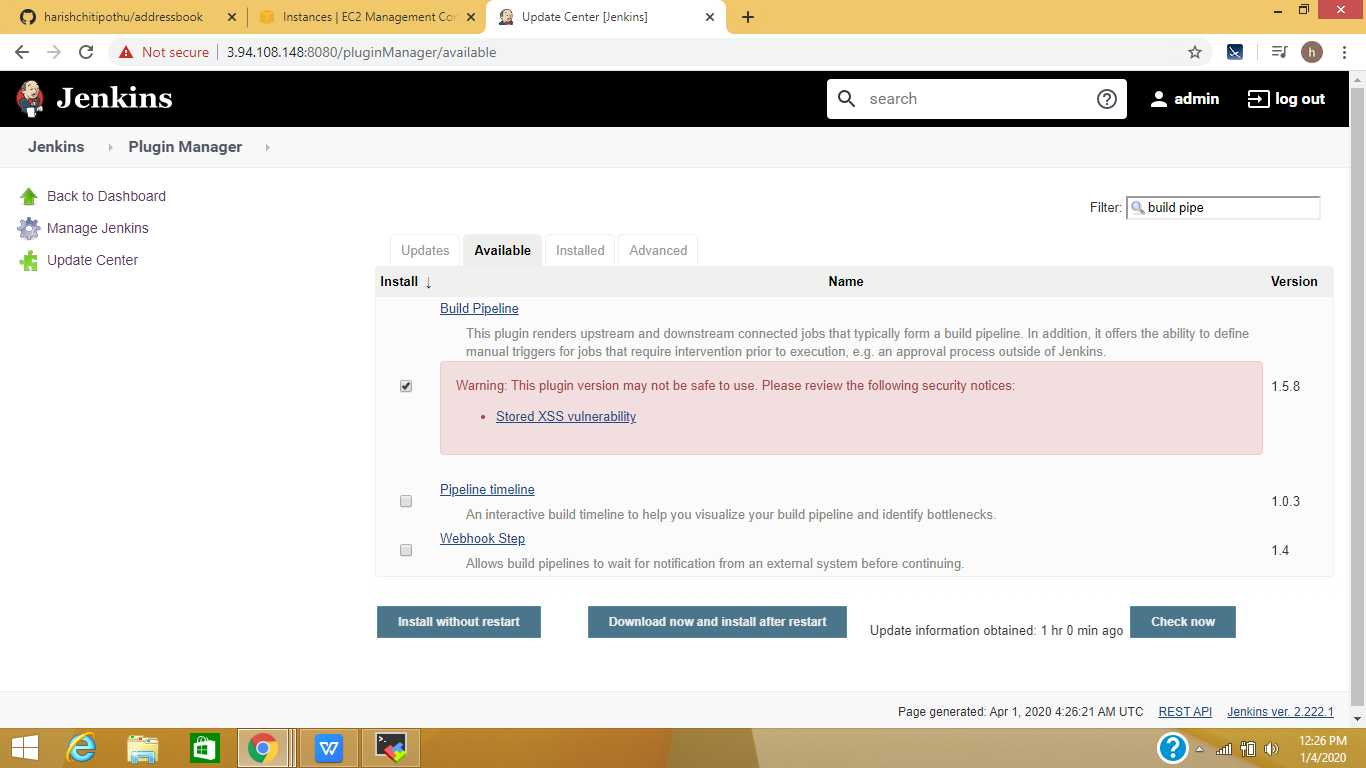 harishchitipothu/addressbook
Instances | EC2 Management Con
Update Center [Jenkins]
Not secure
3.94.108.148:8080/pluginManager/available
h
Jenkins
search
admin
log out
Jenkins
Plugin Manager
Back to Dashboard
Manage Jenkins
Update Center
Filter: build pipe
Updates
Available
Installed
Advanced
Install ↓
Name
Version
Build Pipeline
This plugin renders upstream and downstream connected jobs that typically form a build pipeline. In addition, it offers the ability to define
manual triggers for jobs that require intervention prior to execution, e.g. an approval process outside of Jenkins.
Warning: This plugin version may not be safe to use. Please review the following security notices:
• Stored XSS vulnerability
1.5.8
Pipeline timeline
An interactive build timeline to help you visualize your build pipeline and identify bottlenecks.
1.0.3
Webhook Step
Allows build pipelines to wait for notification from an external system before continuing.
1.4
Install without restart
Download now and install after restart
Update information obtained: 1 hr 0 min ago
Check now
Page generated: Apr 1, 2020 4:26:21 AM UTC
REST API
Jenkins ver. 2.222.1
12:26 PM
1/4/2020